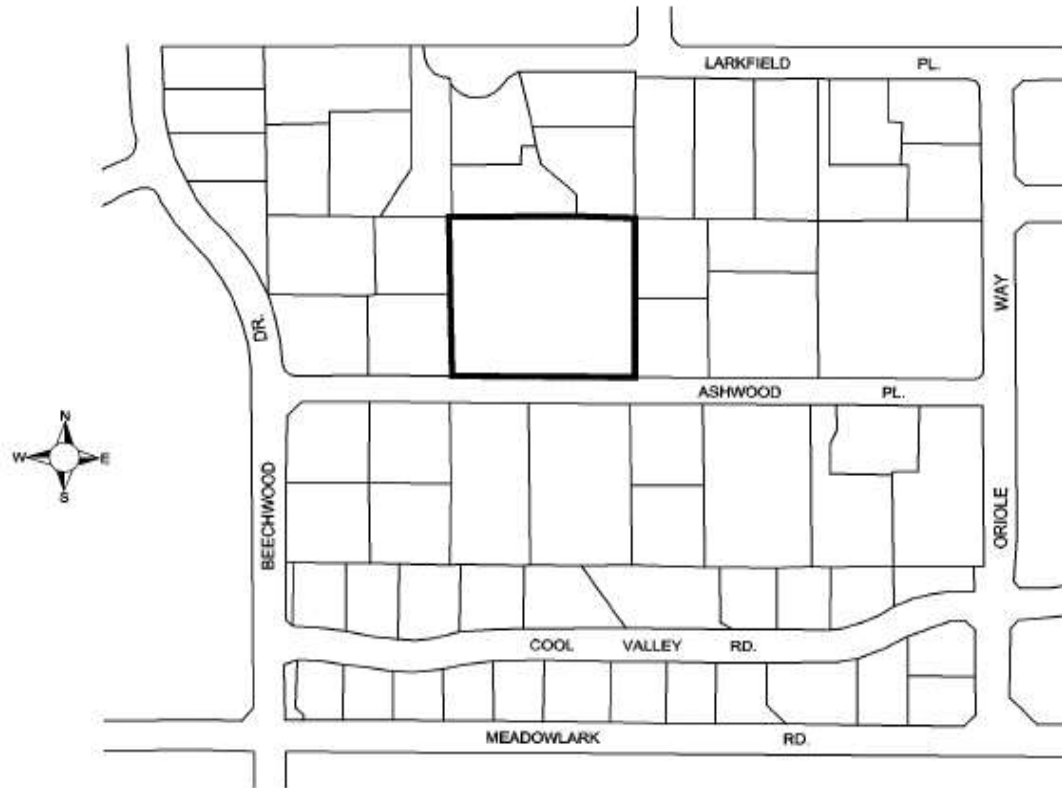 LARKFIELD PL.
WAY
DR.
ASHWOOD PL.
N
W E
S
BEECHWOOD
ORIOLE
COOL VALLEY RD.
MEADOWLARK RD.